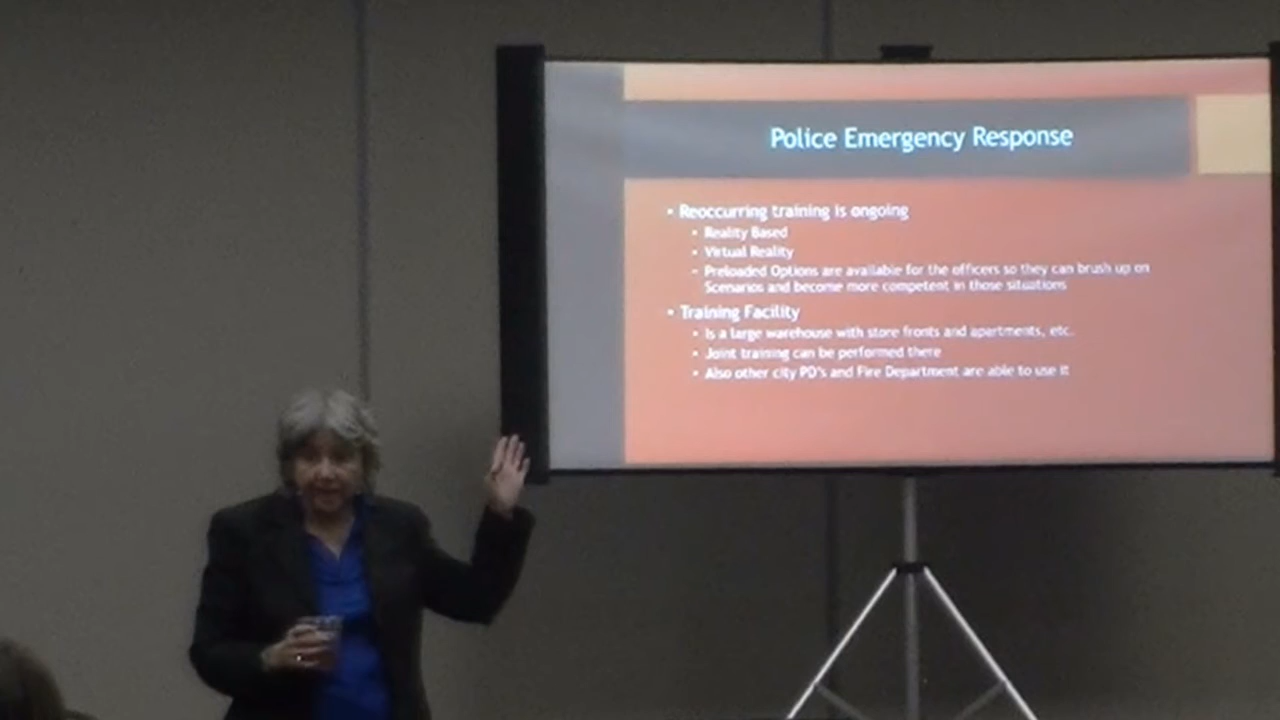 Police Emergency Response
• Reoccurring training is ongoing
• Reality Based
• Virtual Reality
• Preloaded Options are available for the officers so they can brush up on
Scenarios and become more competent in those situations
• Training Facility
• Is a large warehouse with store fronts and apartments, etc.
• Joint training can be performed there
• Also other city PD's and Fire Department are able to use it